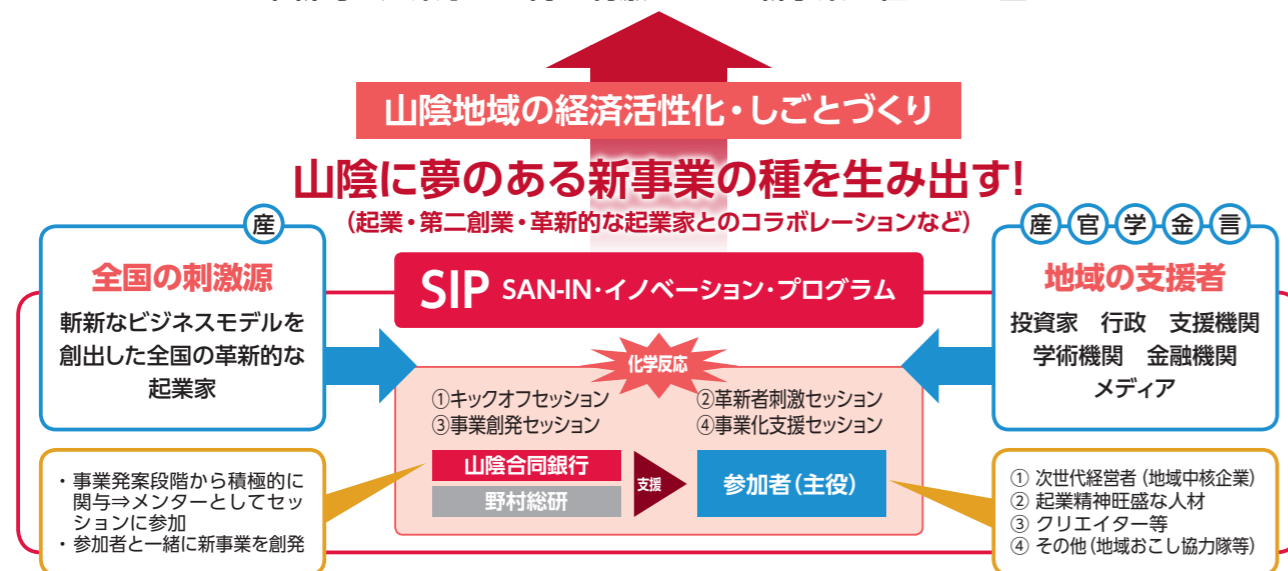 山陰地域の経済活性化・しごとづくり
山陰に夢のある新事業の種を生み出す!
(起業・第二創業・革新的な起業家とのコラボレーションなど)
産
全国の刺激源
斬新なビジネスモデルを
創出した全国の革新的な
起業家
SIP SAN-IN・イノベーション・プログラム
産 官 学 金 言
地域の支援者
投資家 行政 支援機関
学術機関 金融機関
メディア
化学反応
①キックオフセッション ②革新者刺激セッション
③事業創発セッション ④事業化支援セッション
山陰合同銀行
野村総研
支援
参加者(主役)
・事業発案段階から積極的に
関与⇒メンターとしてセッ
ションに参加
・参加者と一緒に新事業を創発
① 次世代経営者(地域中核企業)
② 起業精神旺盛な人材
③ クリエイター等
④ その他(地域おこし協力隊等)